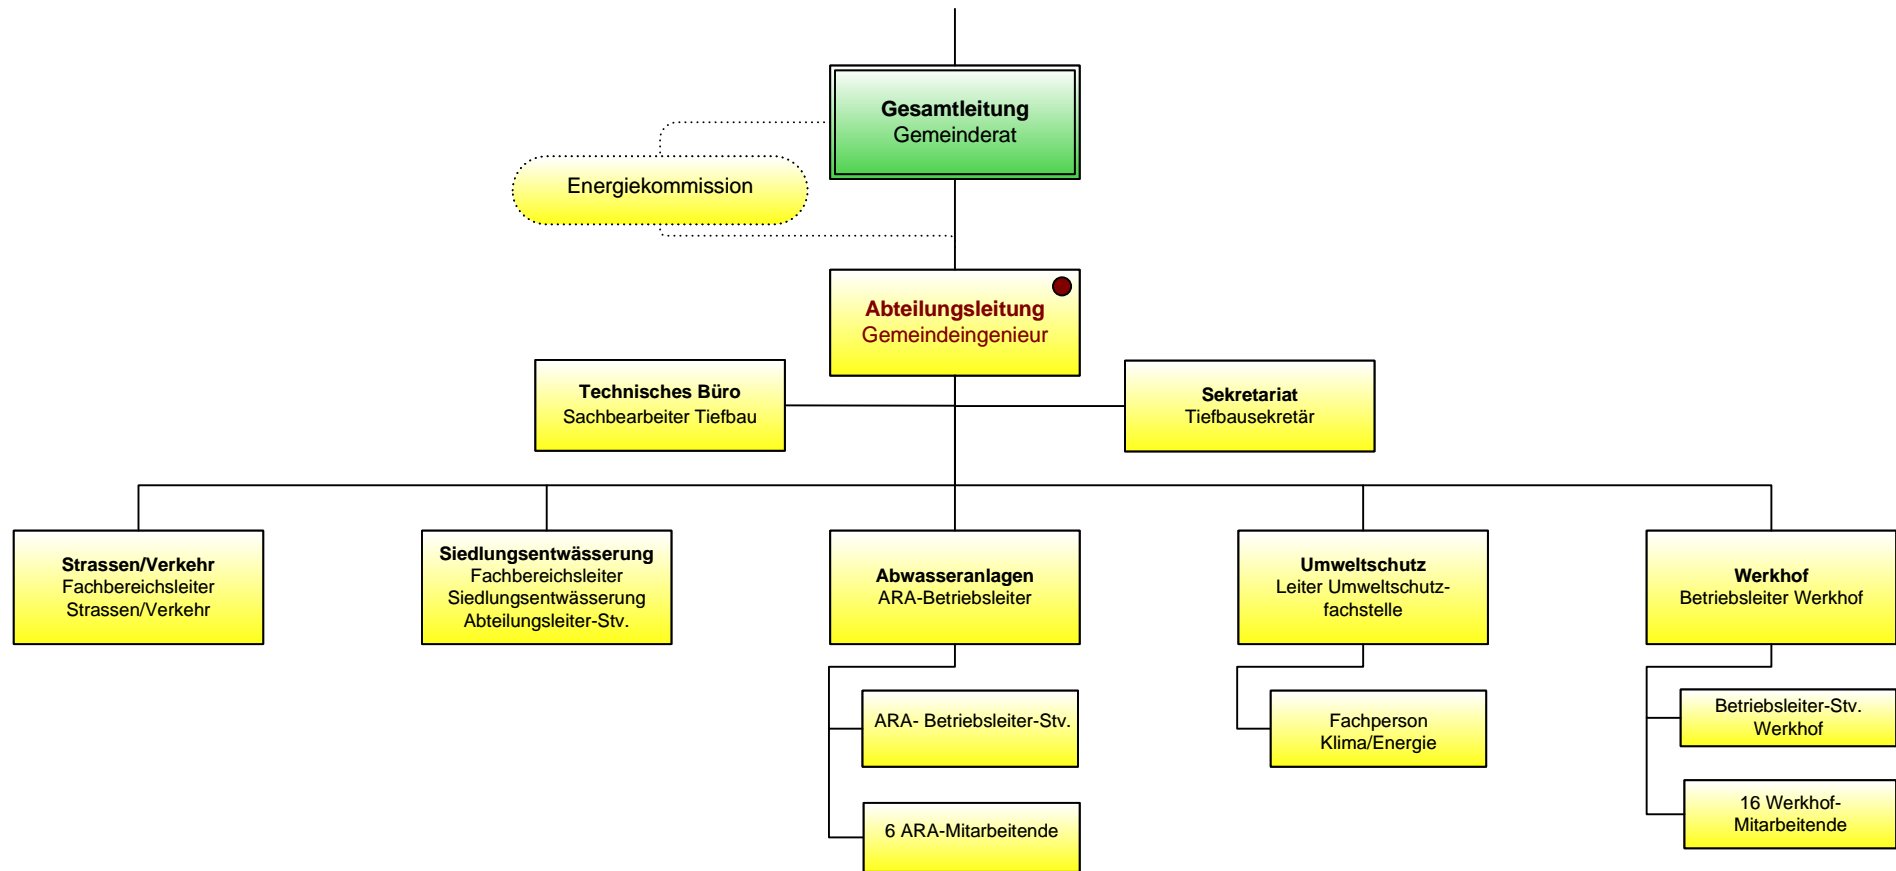 Gesamtleitung
Gemeinderat
Energiekommission
Abteilungsleitung
Gemeindeingenieur
Technisches Büro
Sachbearbeiter Tiefbau
Sekretariat
Tiefbausekretär
Strassen/Verkehr
Fachbereichsleiter
Strassen/Verkehr
Siedlungsentwässerung
Fachbereichsleiter
Siedlungsentwässerung
Abteilungsleiter-Stv.
Abwasseranlagen
ARA-Betriebsleiter
Umweltschutz
Leiter Umweltschutz-
fachstelle
Werkhof
Betriebsleiter Werkhof
ARA- Betriebsleiter-Stv.
6 ARA-Mitarbeitende
Fachperson
Klima/Energie
Betriebsleiter-Stv.
Werkhof
16 Werkhof-
Mitarbeitende